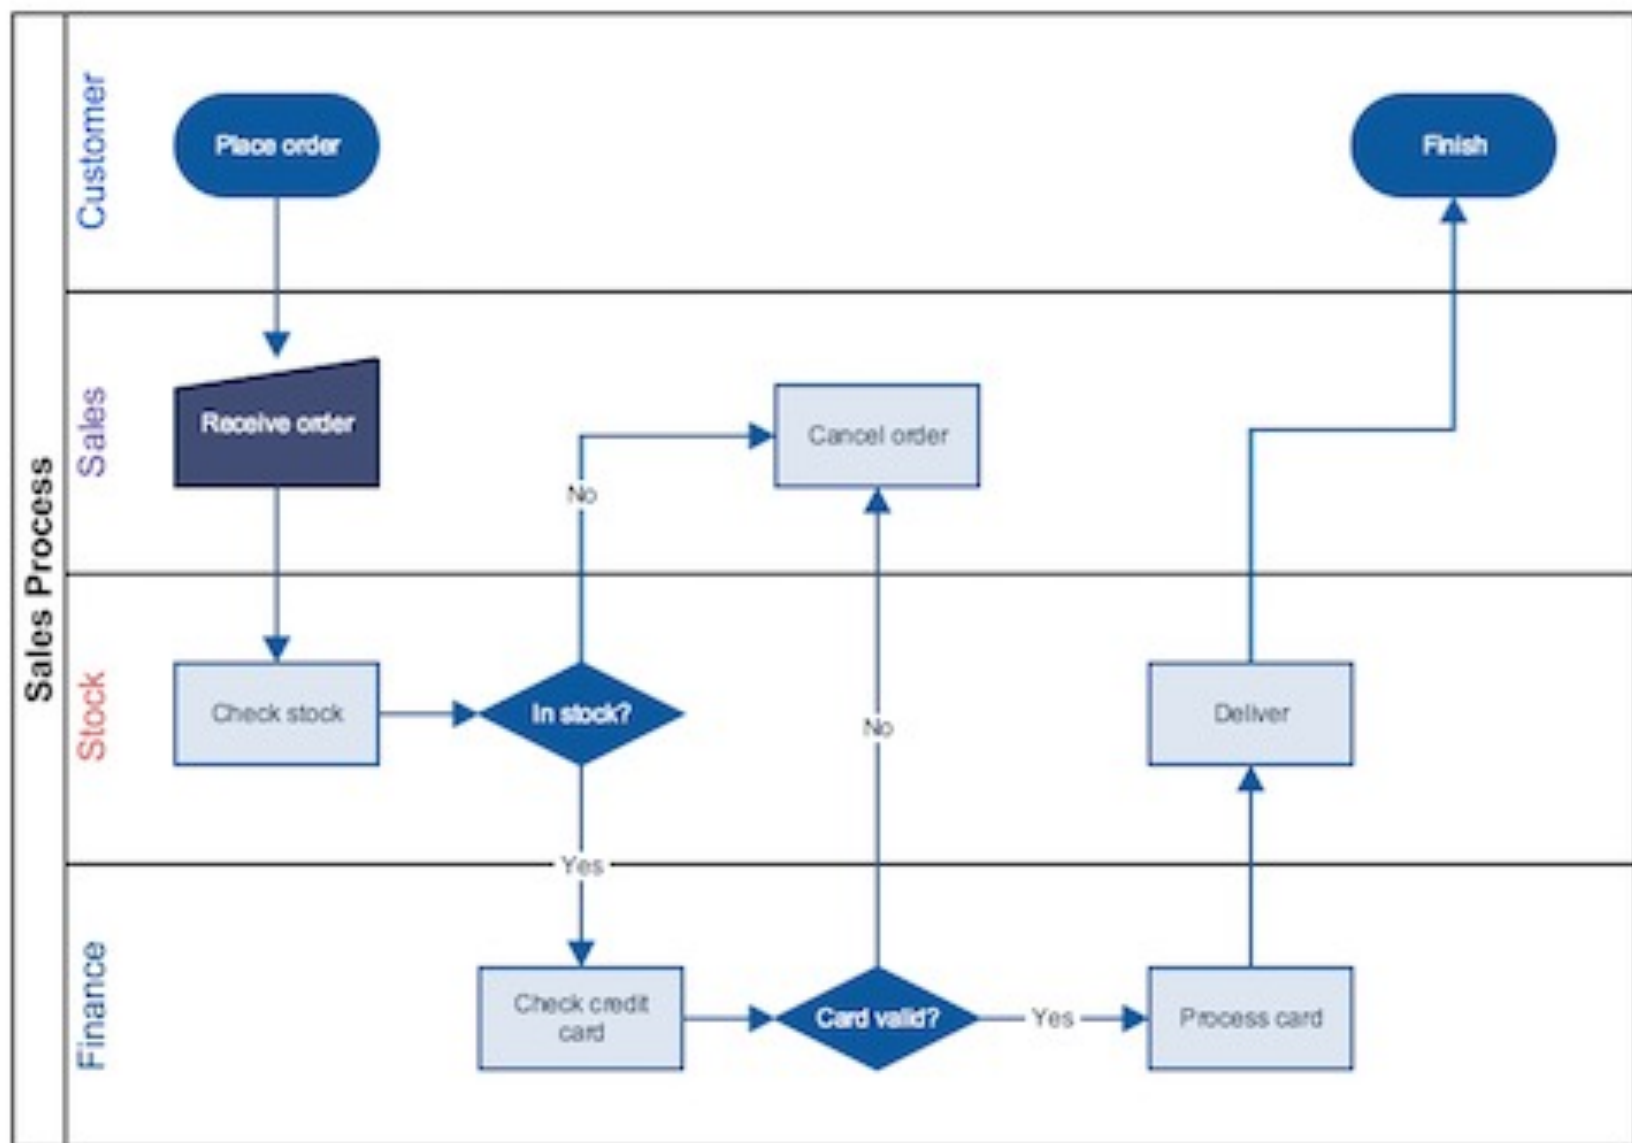 Sales Process
Customer
Place order
Finish
Sales
Receive order
Cancel order
No
Stock
Check stock
In stock?
No
Deliver
Yes
Finance
Check credit
card
Card valid?
Yes
Process card